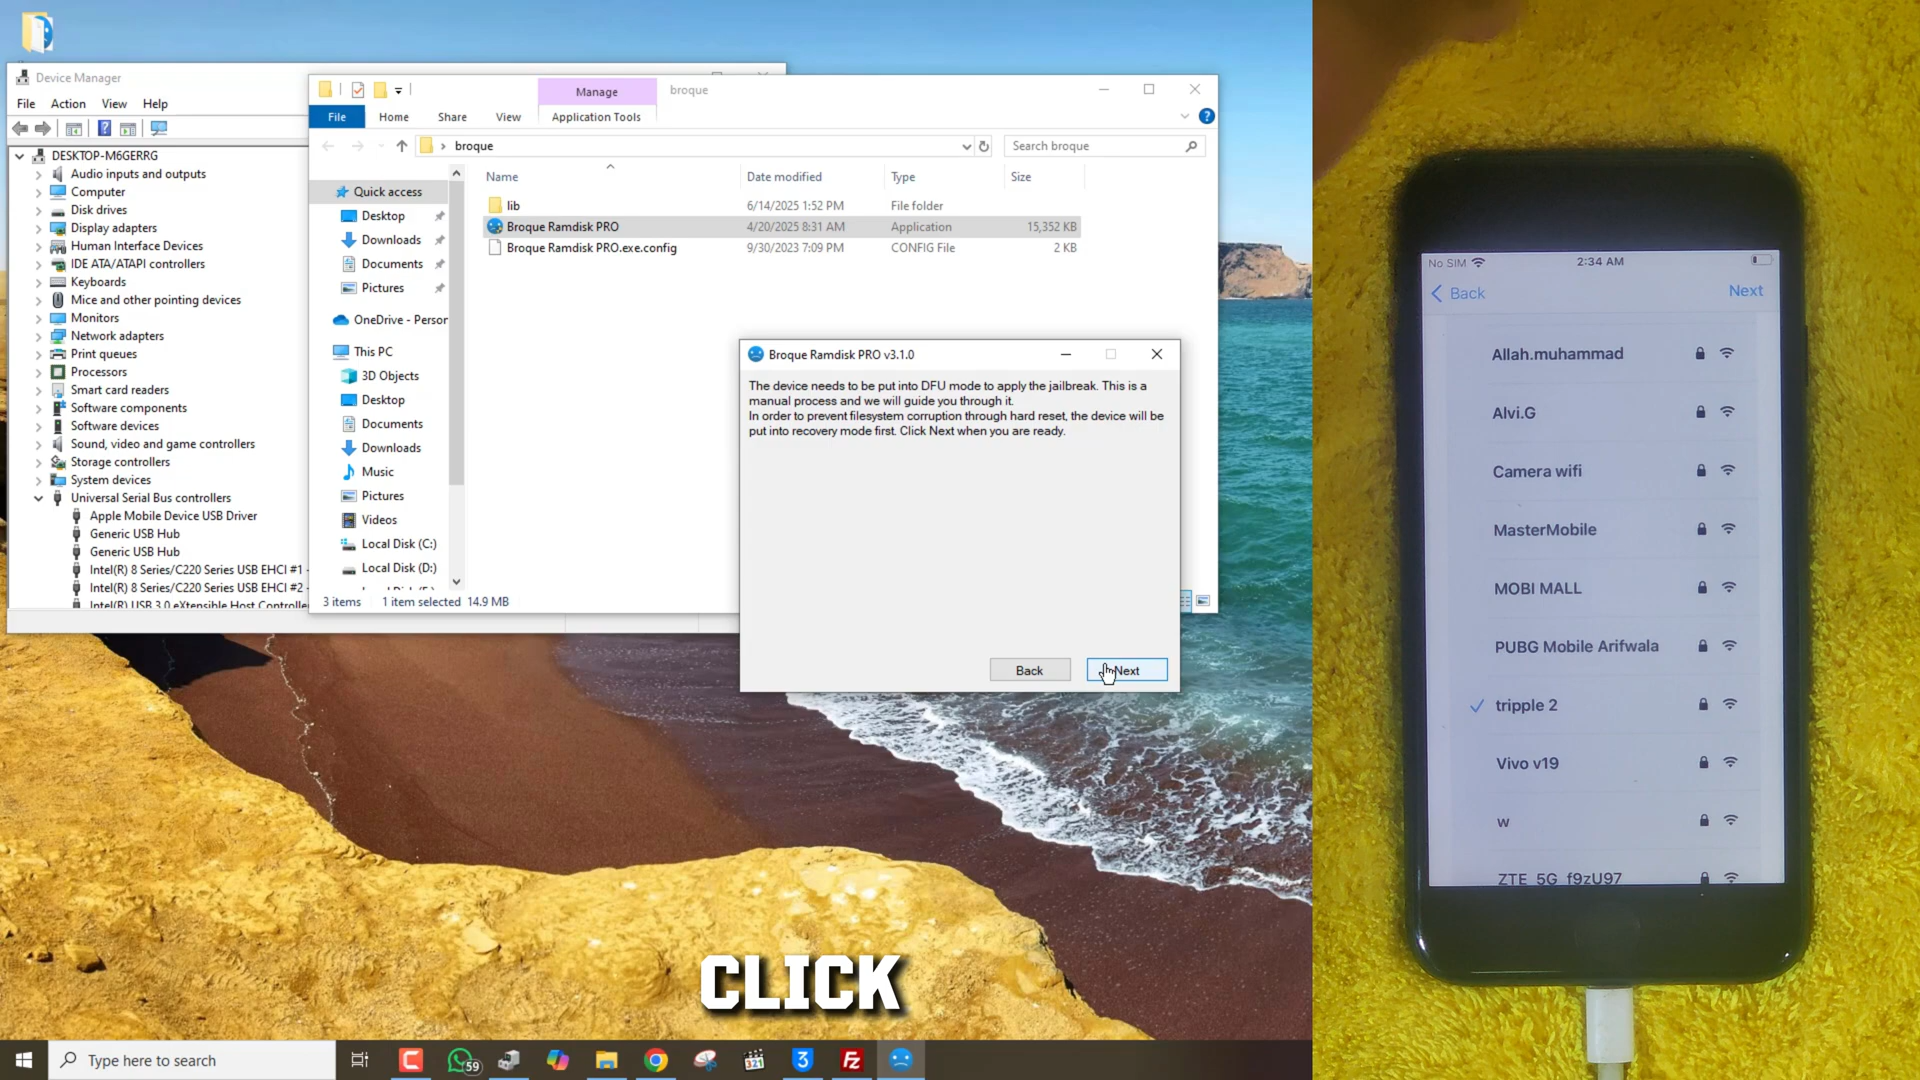 Device Manager
File Action View Help
DESKTOP-M6GERRG
Audio inputs and outputs
Computer
Disk drives
Display adapters
Human Interface Devices
IDE ATA/ATAPI controllers
Keyboards
Mice and other pointing devices
Monitors
Network adapters
Print queues
Processors
Smart card readers
Software components
Software devices
Sound, video and game controllers
Storage controllers
System devices
Universal Serial Bus controllers
Apple Mobile Device USB Driver
Generic USB Hub
Generic USB Hub
Intel(R) 8 Series/C220 Series USB EHCI #1 -
Intel(R) 8 Series/C220 Series USB EHCI #2 -
Intel(R) USB 3.0 eXtensible Host Controlle
Manage broque
File Home Share View Application Tools
broque
Search broque
Name Date modified Type Size
lib 6/14/2025 1:52 PM File folder
Broque Ramdisk PRO 4/20/2025 8:31 AM Application 15,352 KB
Broque Ramdisk PRO.exe.config 9/30/2023 7:09 PM CONFIG File 2 KB
Quick access
Desktop
Downloads
Documents
Pictures
OneDrive - Person
This PC
3D Objects
Desktop
Documents
Downloads
Music
Pictures
Videos
Local Disk (C:)
Local Disk (D:)
3 items 1 item selected 14.9 MB
Broque Ramdisk PRO v3.1.0
The device needs to be put into DFU mode to apply the jailbreak. This is a
manual process and we will guide you through it.
In order to prevent filesystem corruption through hard reset, the device will be
put into recovery mode first. Click Next when you are ready.
Back Next
CLICK
Type here to search
59
321
3
Fz
No SIM 2:34 AM
Back Next
Allah.muhammad
Alvi.G
Camera wifi
MasterMobile
MOBI MALL
PUBG Mobile Arifwala
tripple 2
Vivo v19
w
ZTE_5G_f9zU97